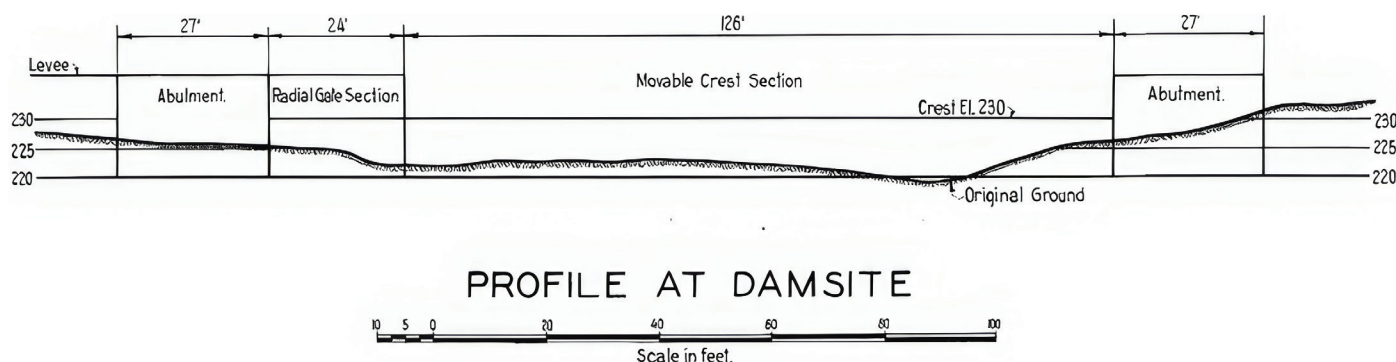 27' 24' 126' 27'
Levee
Abulment. Radial Gate Section Movable Crest Section Abutment.
Crest El. 230
230 230
225 225
220 220
Original Ground
PROFILE AT DAMSITE
10 5 0 20 40 60 80 100
Scale in feet.